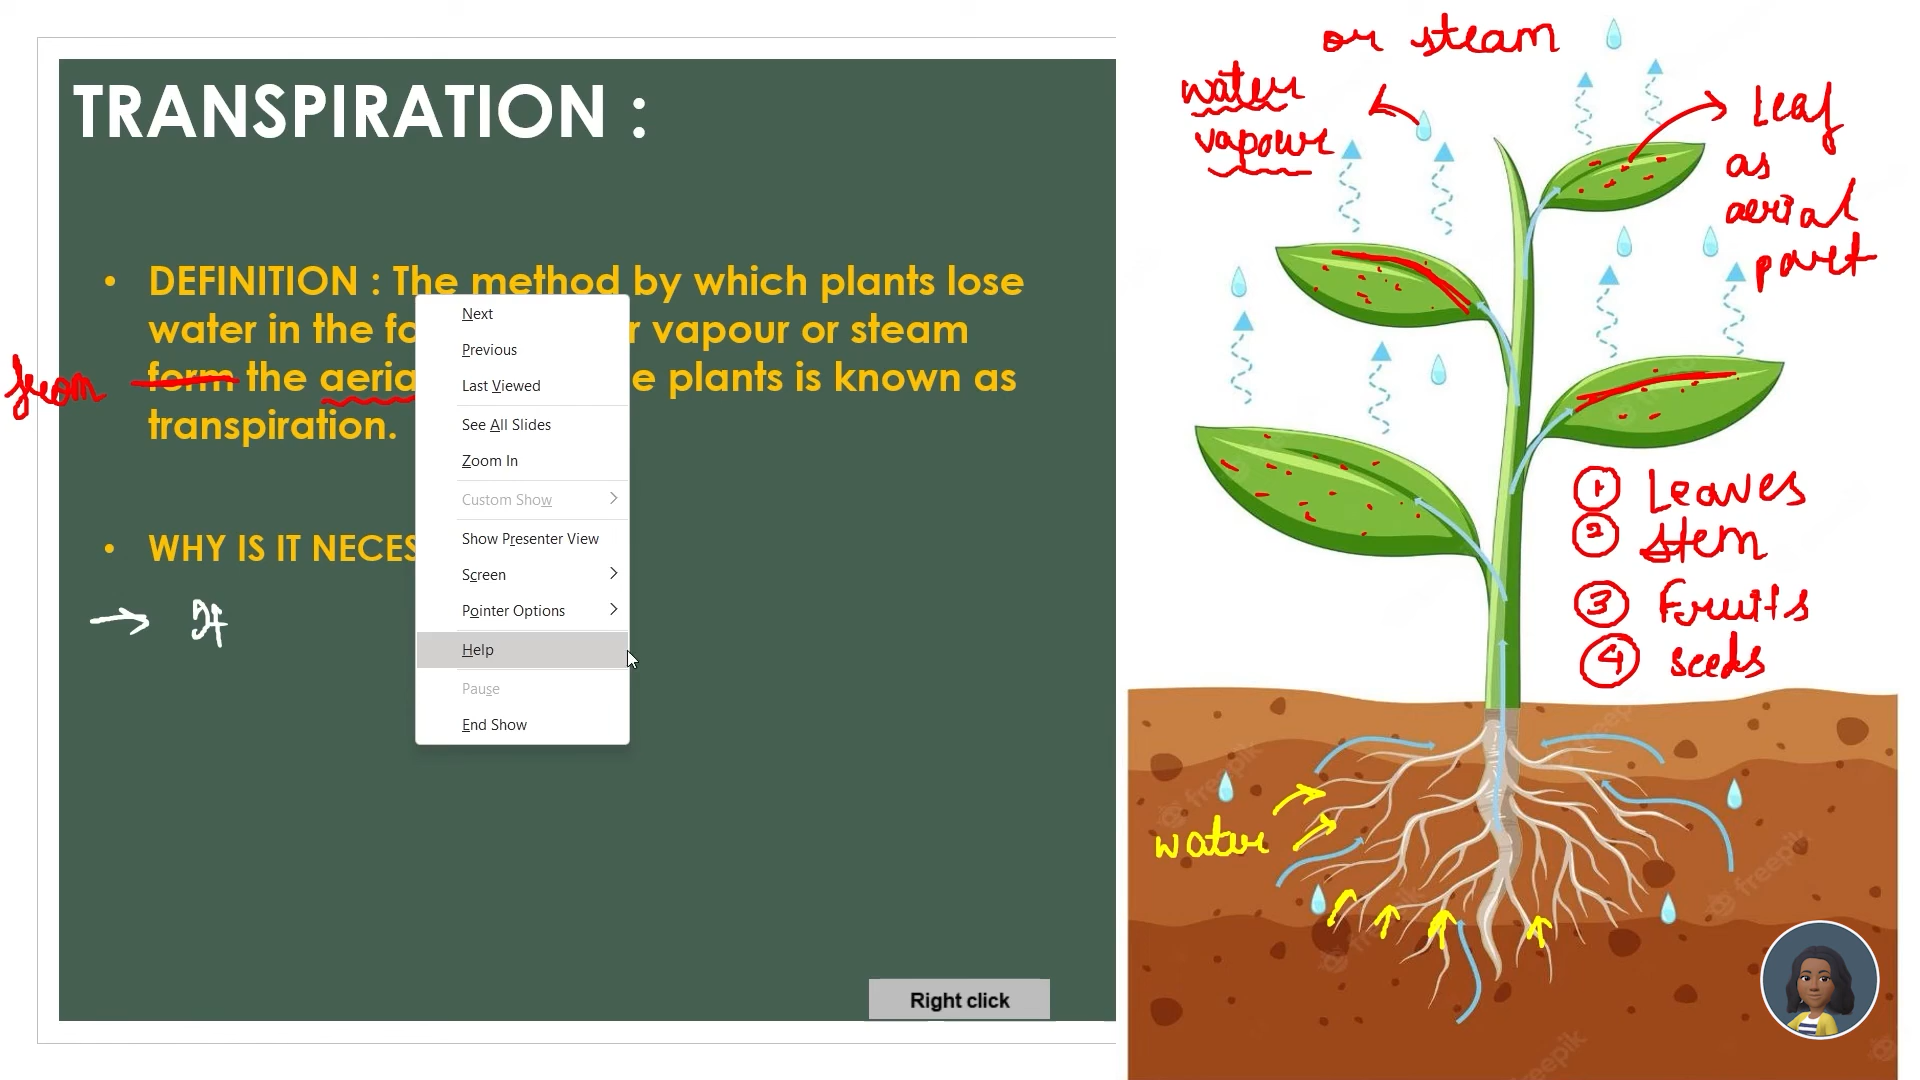 TRANSPIRATION :
• DEFINITION : The method by which plants lose
water in the fo r vapour or steam
form the aeria e plants is known as
transpiration.
from
• WHY IS IT NECES
Next
Previous
Last Viewed
See All Slides
Zoom In
Custom Show
Show Presenter View
Screen
Pointer Options
Help
Pause
End Show
Right click
or steam
water
vapour
Leaf
as
aerial
part
1 Leaves
2 Stem
3 Fruits
4 seeds
water
freepik
freepik
freepik